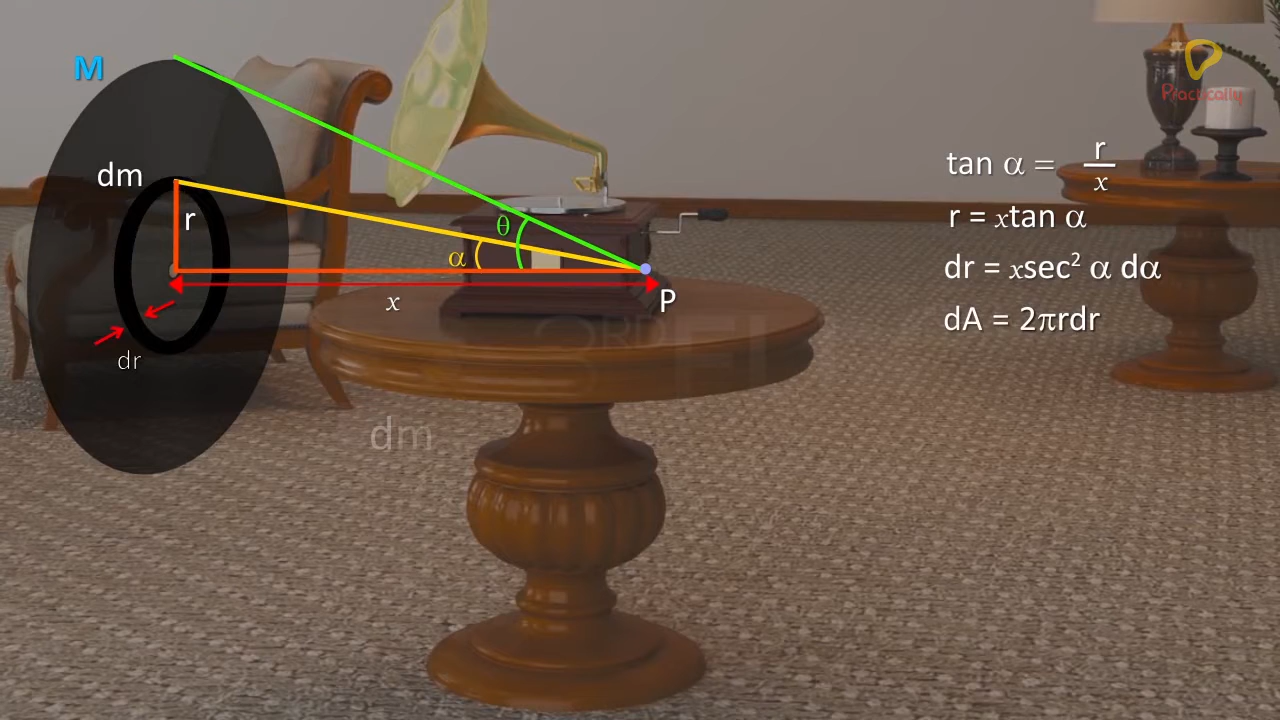 M
dm
r
θ
α
x
P
dr
dm
tan α = r/x
r = xtan α
dr = xsec² α dα
dA = 2πrdr
Practically